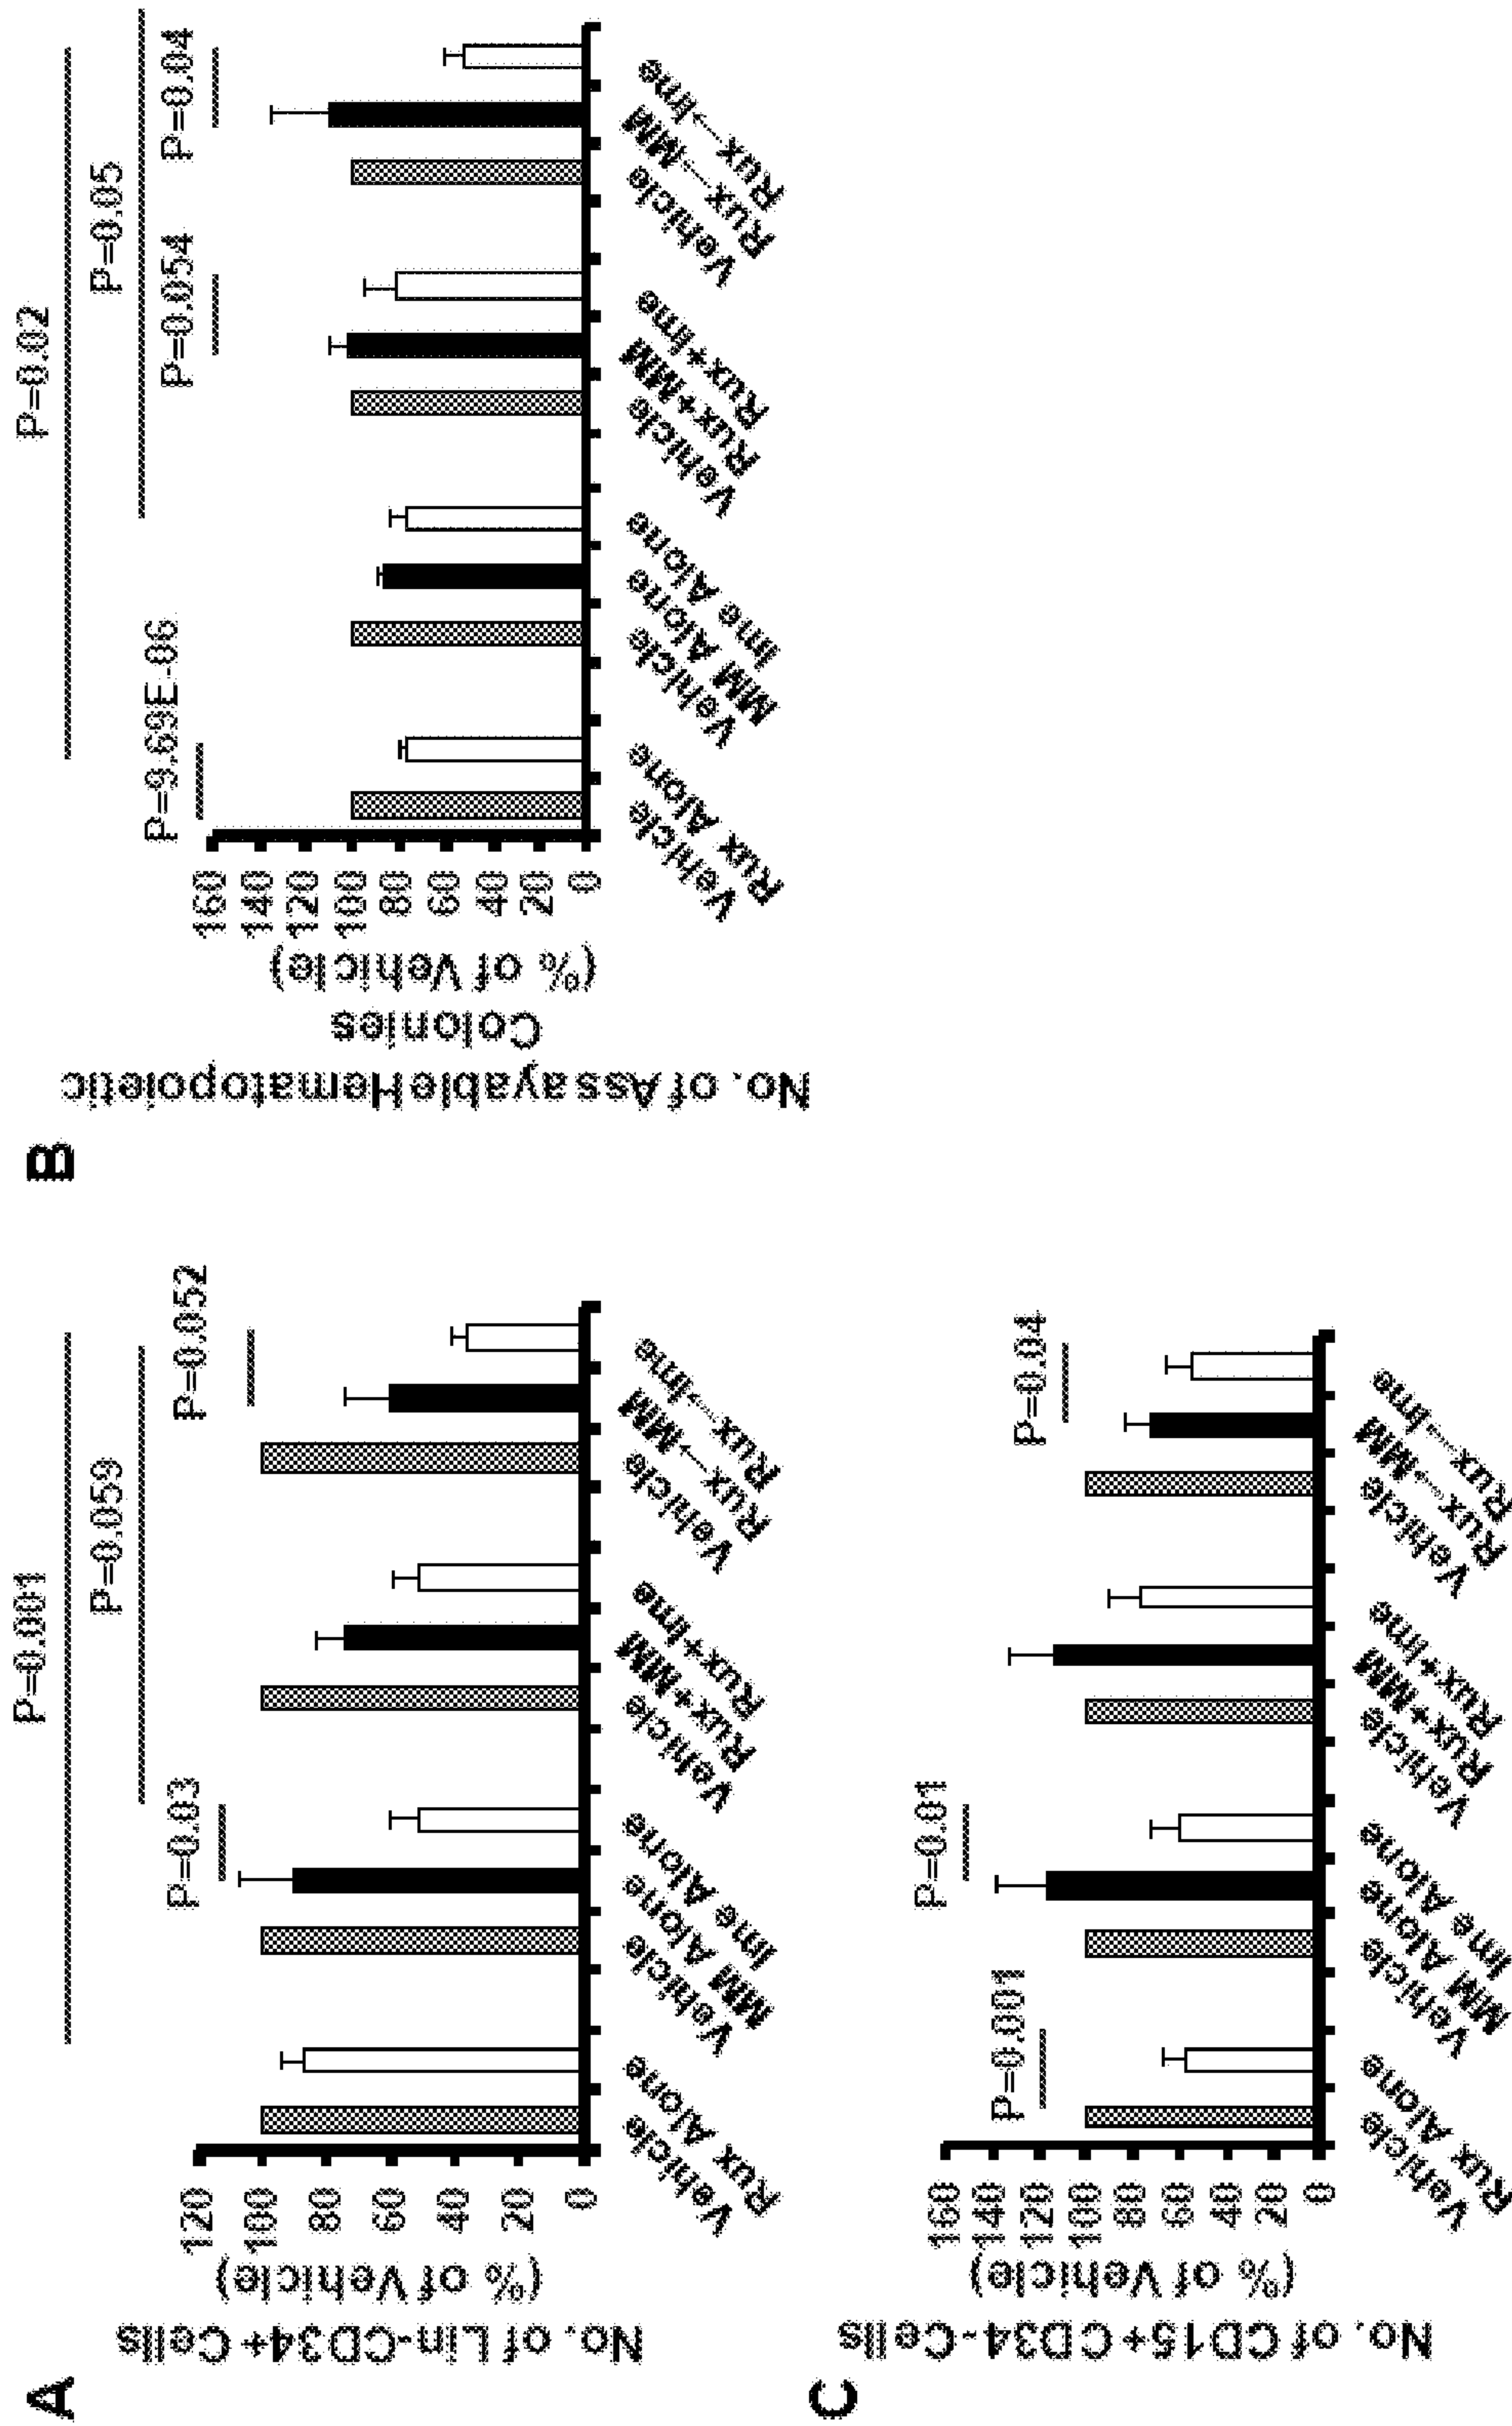 A
No. of Lin-CD34+ Cells
(% of Vehicle)
120
100
80
60
40
20
0
P=0.001
P=0.059
P=0.03
P=0.052
Vehicle
Rux Alone
Vehicle
MM Alone
Ime Alone
Vehicle
Rux+MM
Rux+Ime
Vehicle
Rux→MM
Rux→Ime
B
No. of Assayable Hematopoietic
Colonies
(% of Vehicle)
160
140
120
100
80
60
40
20
0
P=0.02
P=0.05
P=9.69E-06
P=0.054
P=0.04
Vehicle
Rux Alone
Vehicle
MM Alone
Ime Alone
Vehicle
Rux+MM
Rux+Ime
Vehicle
Rux→MM
Rux→Ime
C
No. of CD15+CD34-Cells
(% of Vehicle)
160
140
120
100
80
60
40
20
0
P=0.001
P=0.01
P=0.04
Vehicle
Rux Alone
Vehicle
MM Alone
Ime Alone
Vehicle
Rux+MM
Rux+Ime
Vehicle
Rux→MM
Rux→Ime